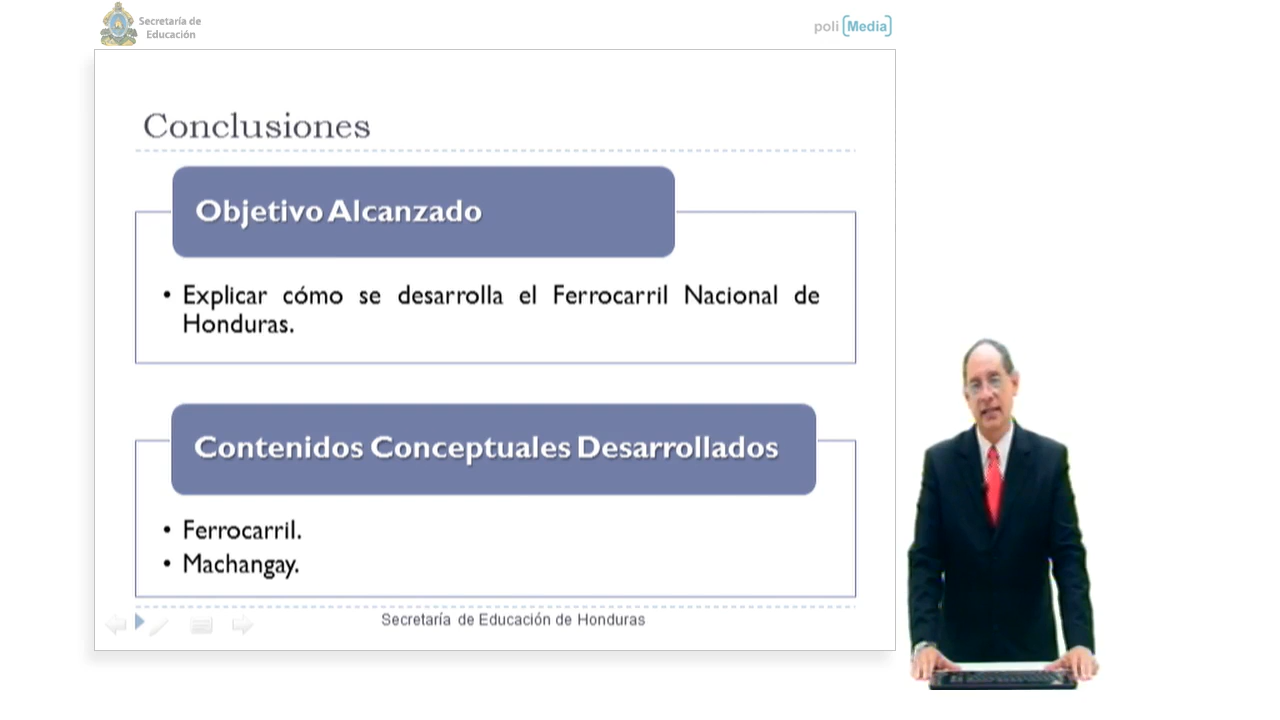 Secretaría de
Educación
poli [Media]
Conclusiones
Objetivo Alcanzado
• Explicar cómo se desarrolla el Ferrocarril Nacional de
Honduras.
Contenidos Conceptuales Desarrollados
• Ferrocarril.
• Machangay.
Secretaría de Educación de Honduras